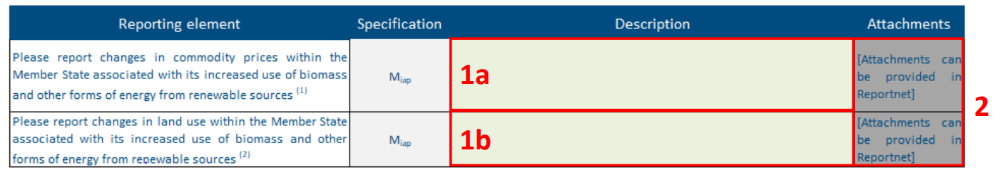 Reporting element Specification Description Attachments
Please report changes in commodity prices within the
Member State associated with its increased use of biomass
and other forms of energy from renewable sources (1)
Miap
1a
[Attachments can
be provided in
Reportnet]
Please report changes in land use within the Member State
associated with its increased use of biomass and other
forms of energy from renewable sources (2)
Miap
1b
[Attachments can
be provided in
Reportnet]
2